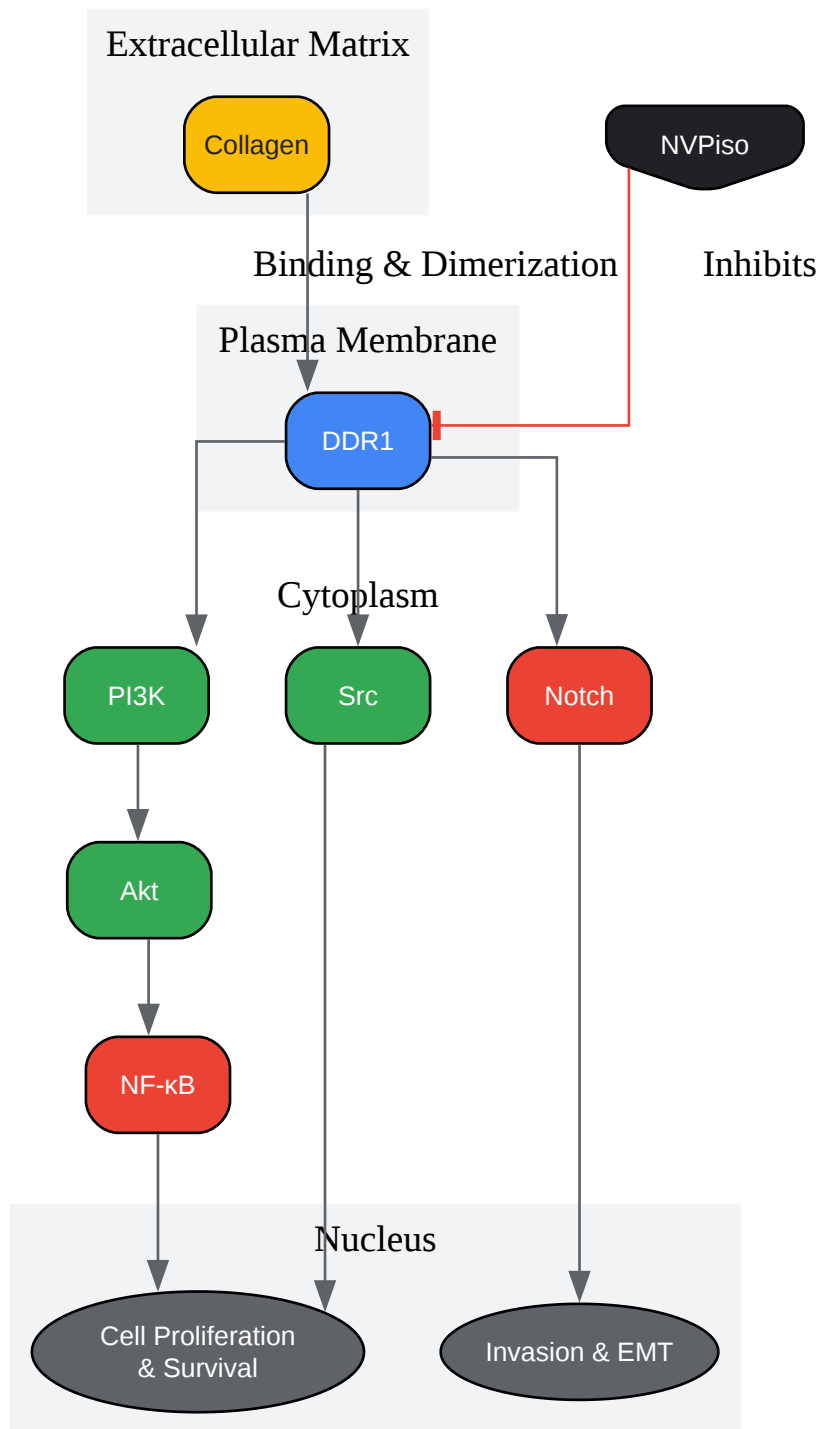 Extracellular Matrix
Collagen
NVPiso
Binding & Dimerization
Inhibits
Plasma Membrane
DDR1
Cytoplasm
PI3K
Src
Notch
Akt
NF-κB
Nucleus
Cell Proliferation
& Survival
Invasion & EMT